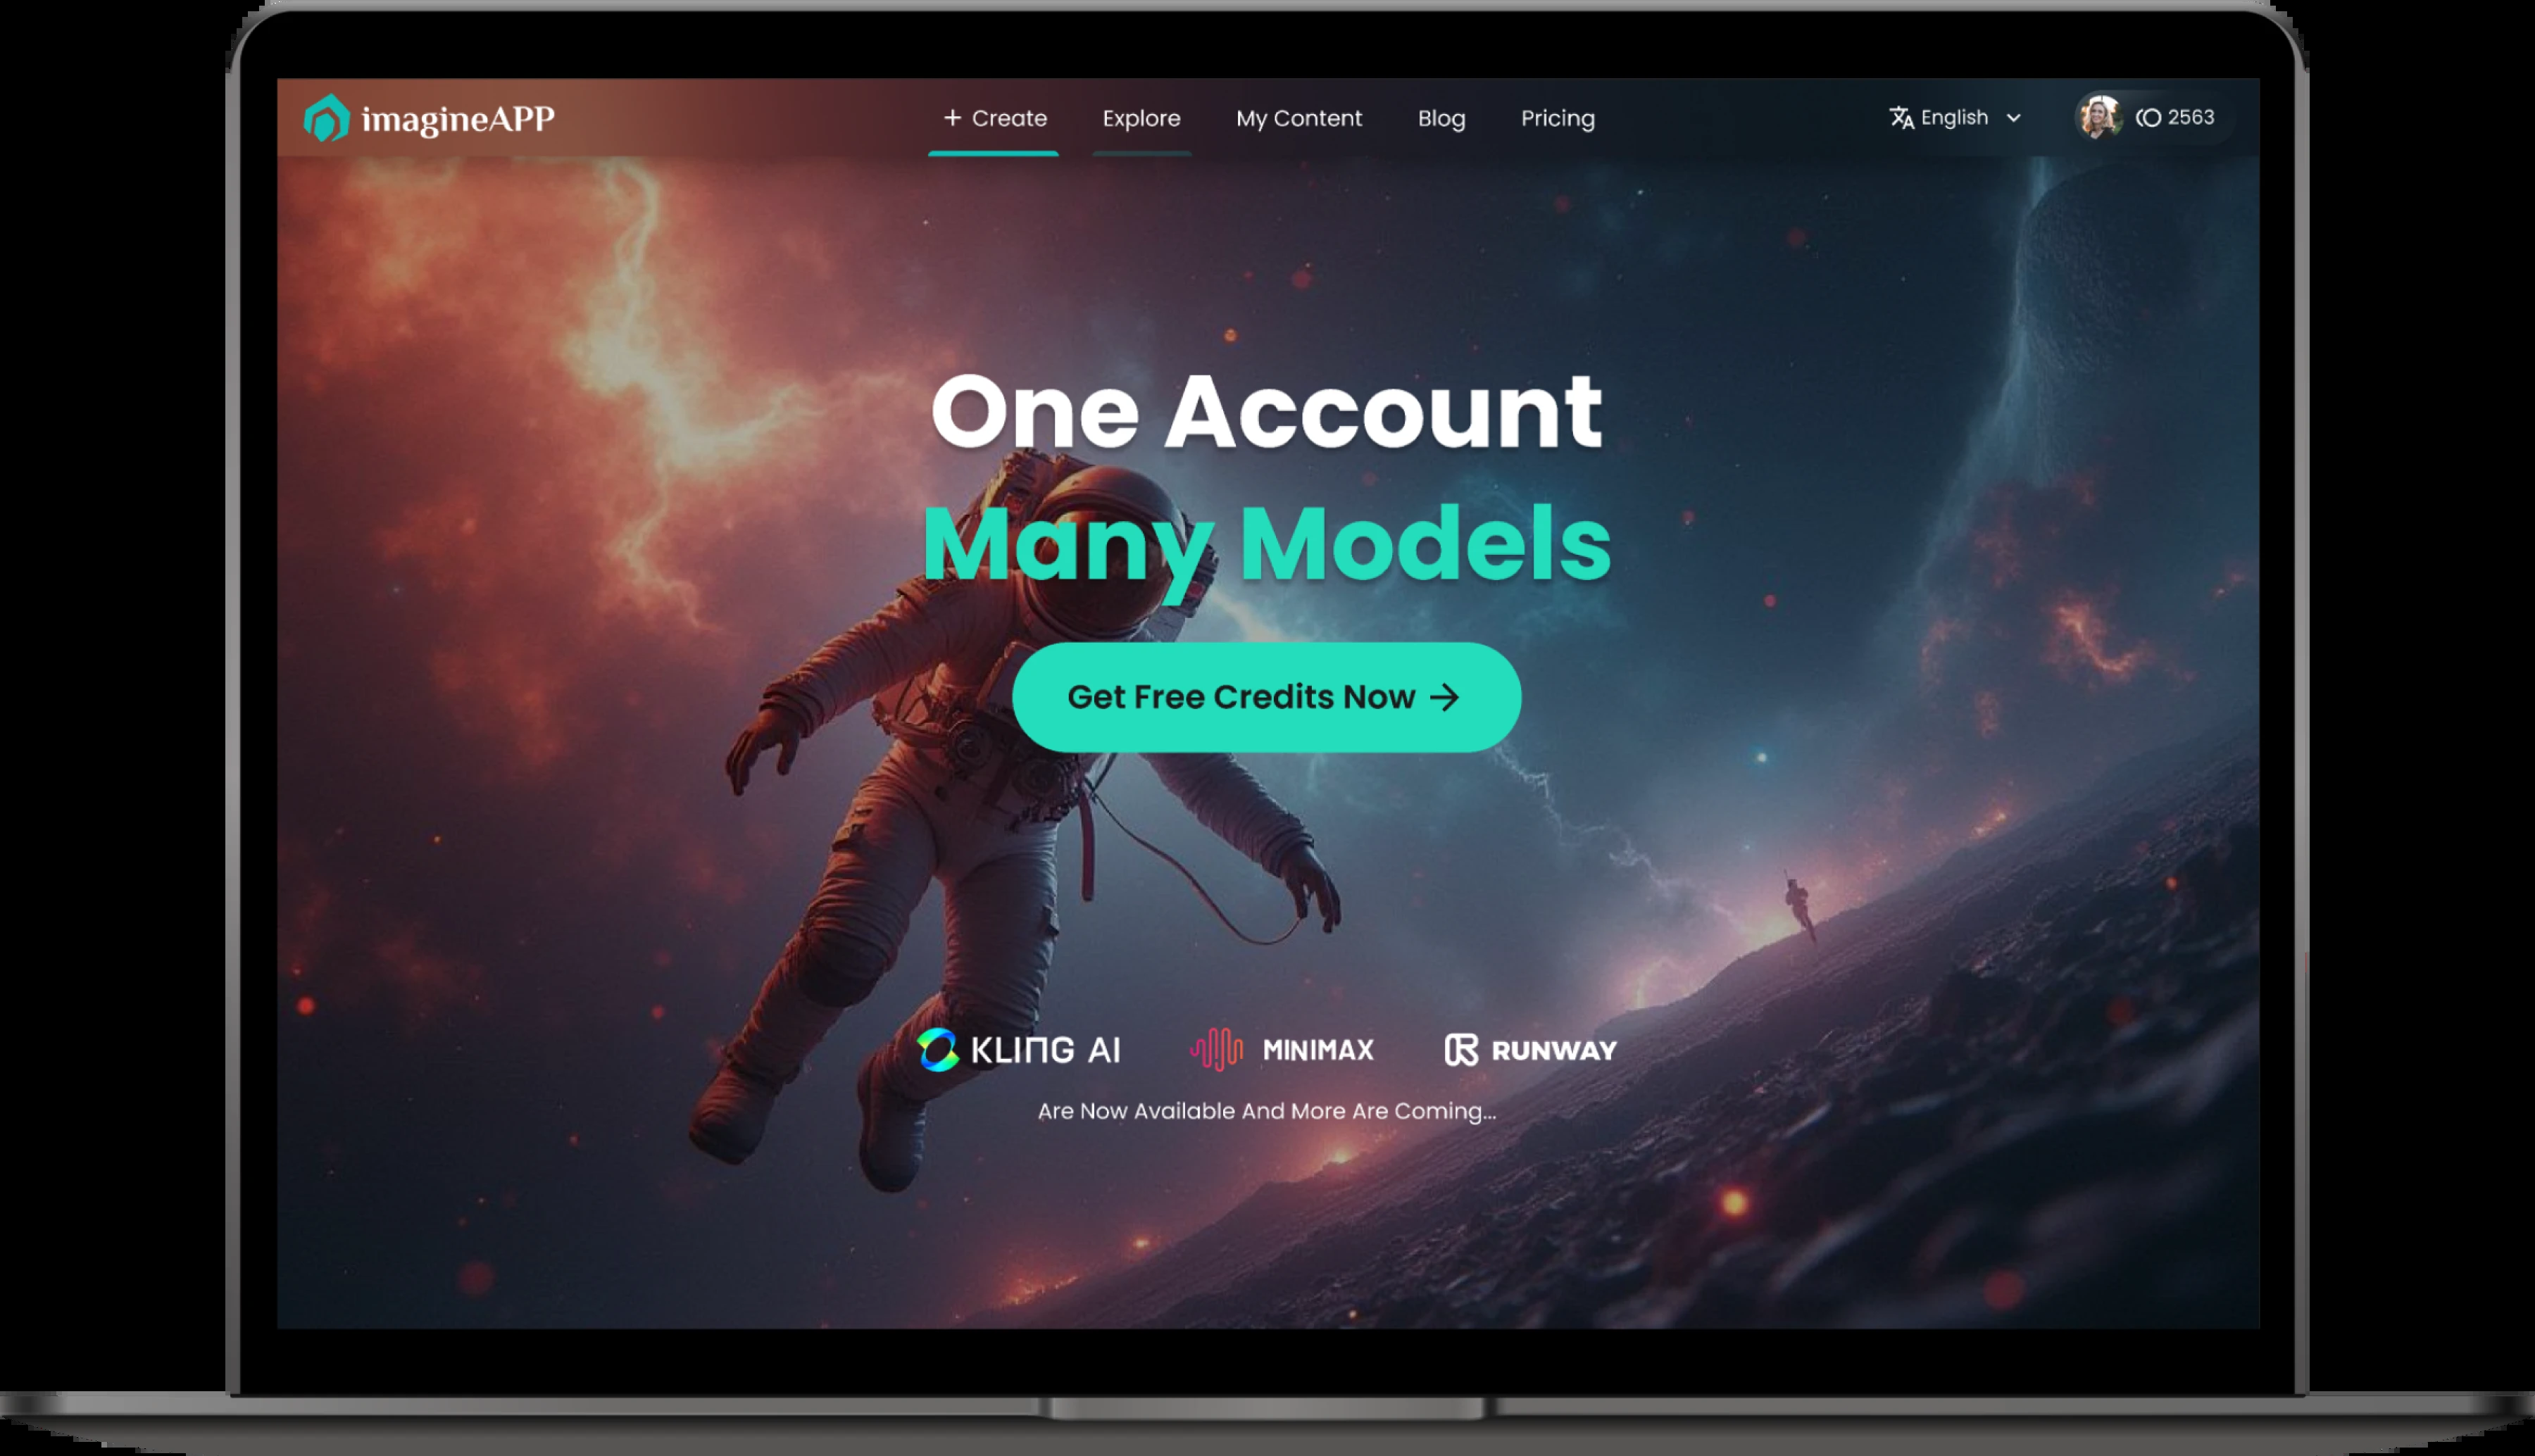 imagineAPP
+ Create Explore My Content Blog Pricing
English
2563
One Account
Many Models
Get Free Credits Now →
KLING AI MINIMAX RUNWAY
Are Now Available And More Are Coming...